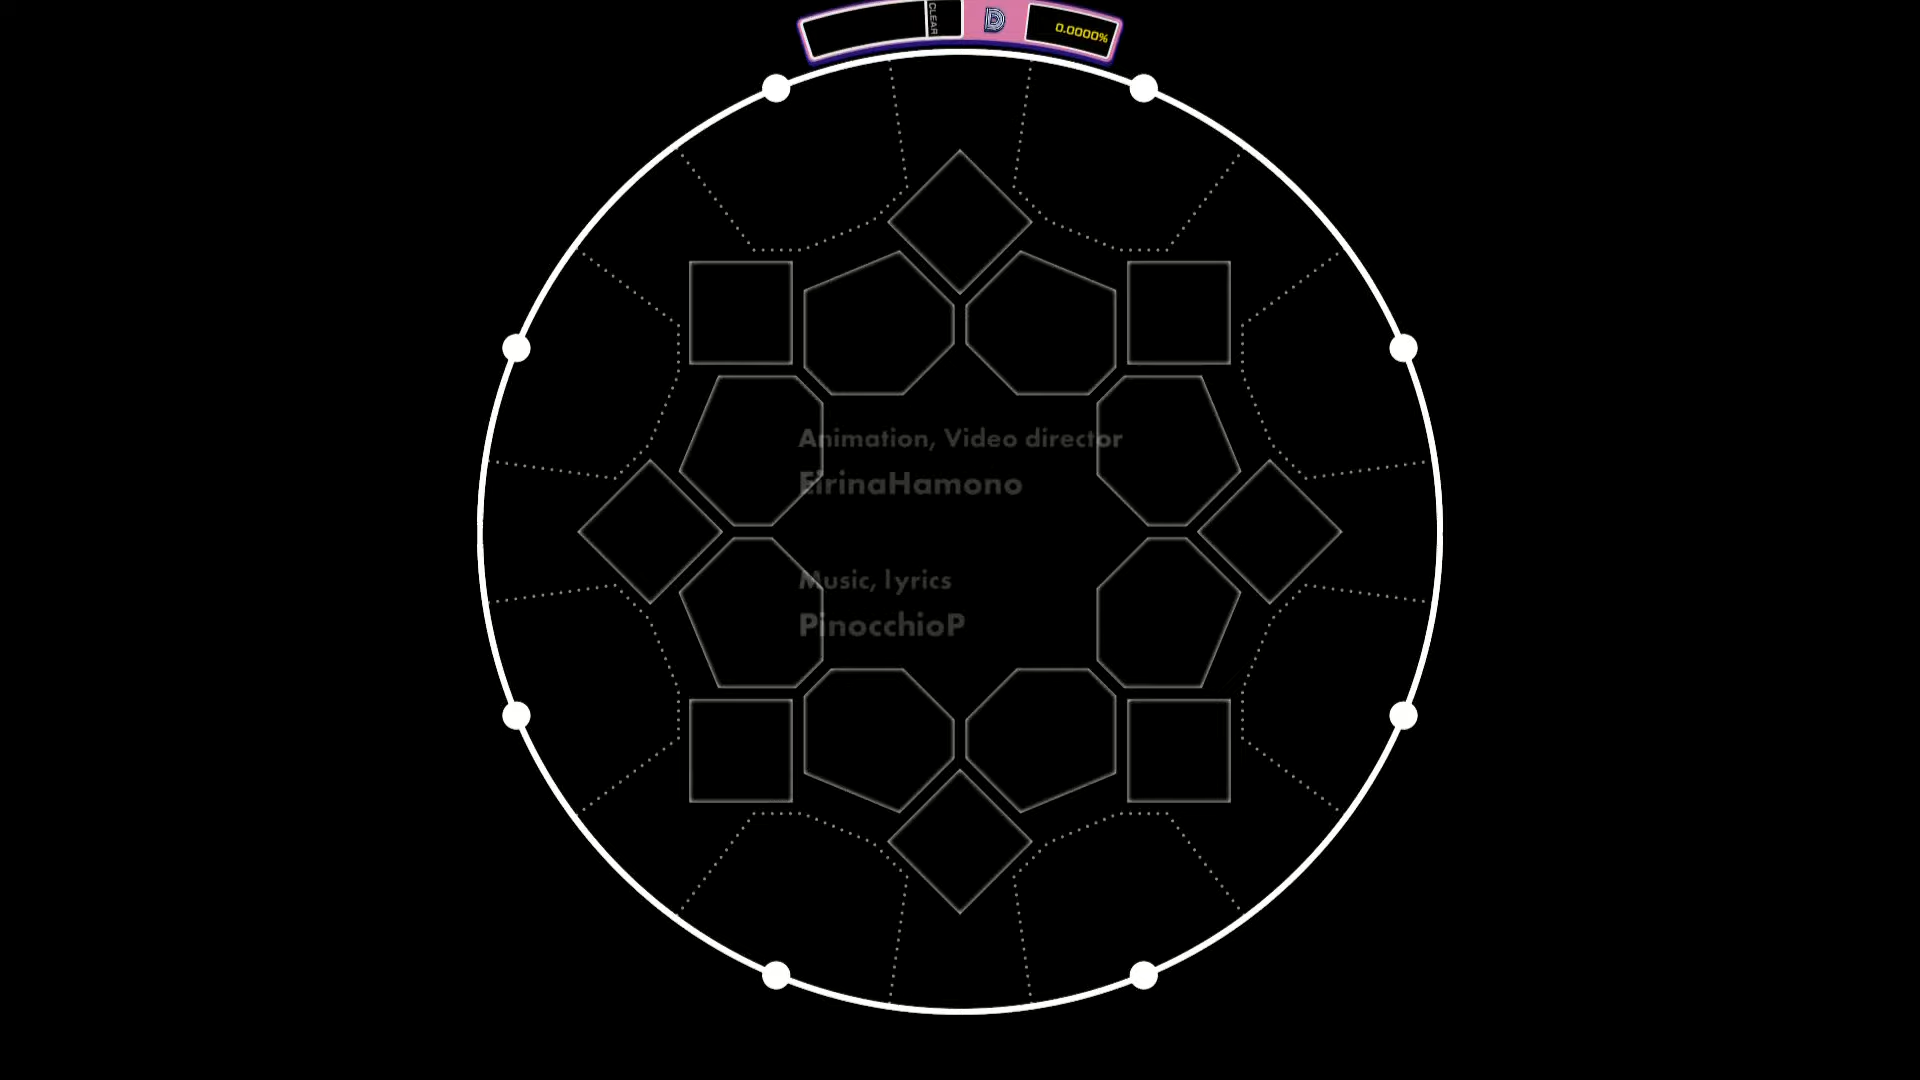 CLEAR
D
0.0000%
Animation, Video director
EirinaHamono
Music, lyrics
PinocchioP